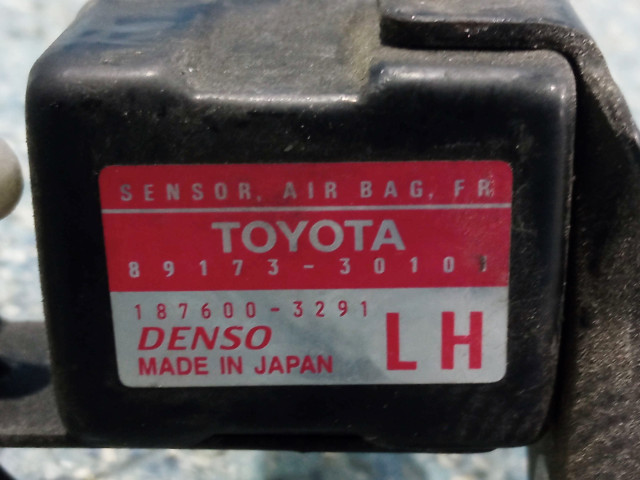 SENSOR, AIR BAG, FR
TOYOTA
89173-30101
187600-3291
DENSO
LH
MADE IN JAPAN